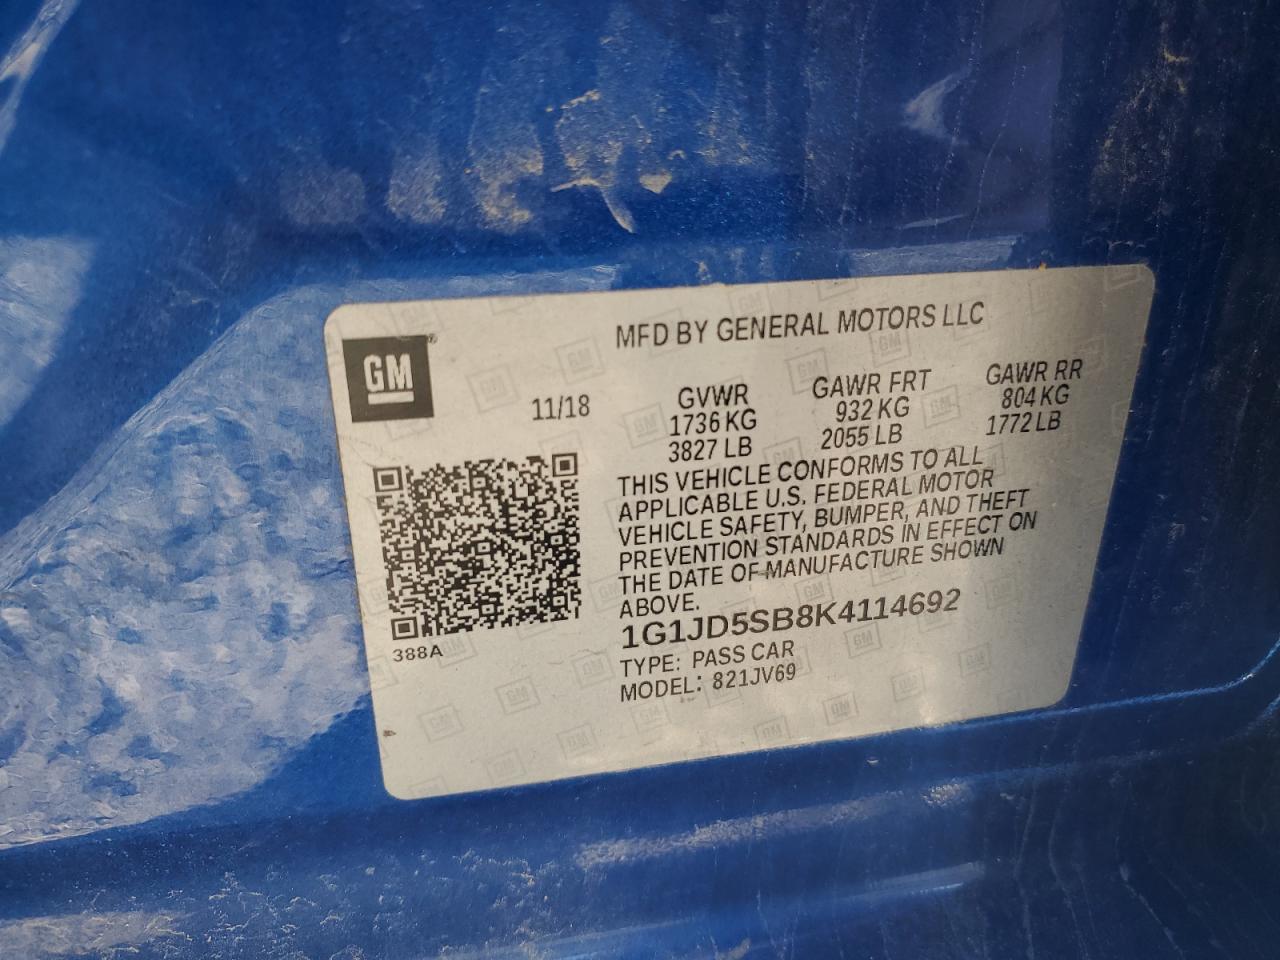 GM
MFD BY GENERAL MOTORS LLC
11/18
GVWR
1736 KG
3827 LB
GAWR FRT
932 KG
2055 LB
GAWR RR
804 KG
1772 LB
THIS VEHICLE CONFORMS TO ALL
APPLICABLE U.S. FEDERAL MOTOR
VEHICLE SAFETY, BUMPER, AND THEFT
PREVENTION STANDARDS IN EFFECT ON
THE DATE OF MANUFACTURE SHOWN
ABOVE.
1G1JD5SB8K4114692
TYPE: PASS CAR
MODEL: 821JV69
388A